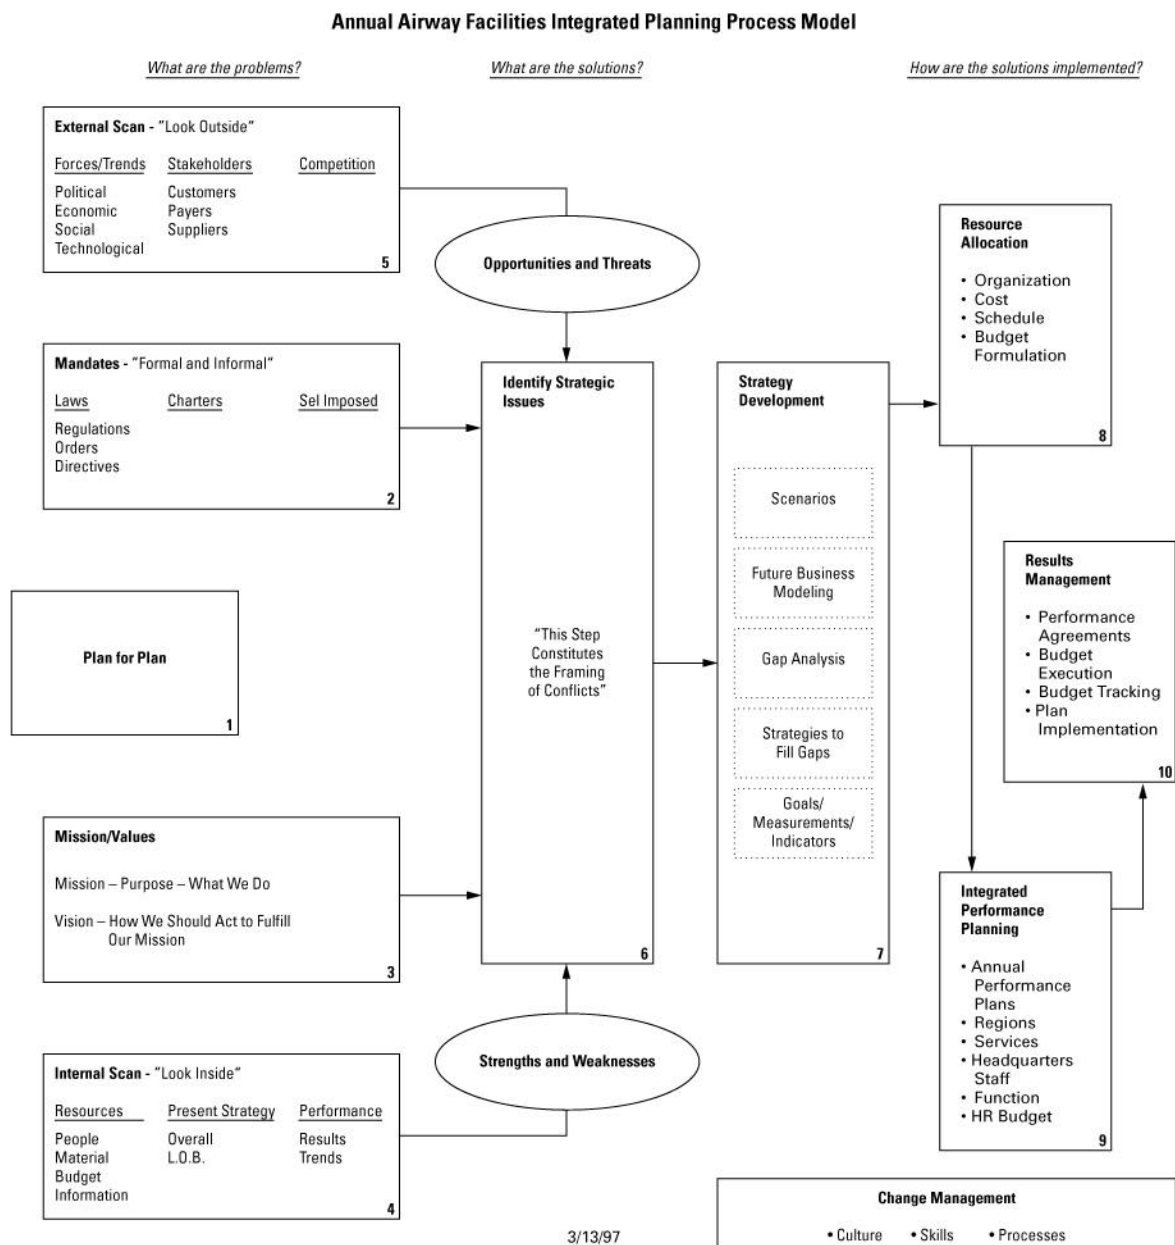 Annual Airway Facilities Integrated Planning Process Model
What are the problems?
What are the solutions?
How are the solutions implemented?
External Scan - "Look Outside"
Forces/Trends Stakeholders Competition
Political Customers
Economic Payers
Social Suppliers
Technological
5
Opportunities and Threats
Mandates - "Formal and Informal"
Laws Charters Sel Imposed
Regulations
Orders
Directives
2
Plan for Plan
1
Mission/Values
Mission – Purpose – What We Do
Vision – How We Should Act to Fulfill
Our Mission
3
Internal Scan - "Look Inside"
Resources Present Strategy Performance
People Overall Results
Material L.O.B. Trends
Budget
Information
4
Strengths and Weaknesses
Identify Strategic
Issues
"This Step
Constitutes
the Framing
of Conflicts"
6
Strategy
Development
Scenarios
Future Business
Modeling
Gap Analysis
Strategies to
Fill Gaps
Goals/
Measurements/
Indicators
7
Resource
Allocation
• Organization
• Cost
• Schedule
• Budget
Formulation
8
Results
Management
• Performance
Agreements
• Budget
Execution
• Budget Tracking
• Plan
Implementation
10
Integrated
Performance
Planning
• Annual
Performance
Plans
• Regions
• Services
• Headquarters
Staff
• Function
• HR Budget
9
Change Management
• Culture • Skills • Processes
3/13/97